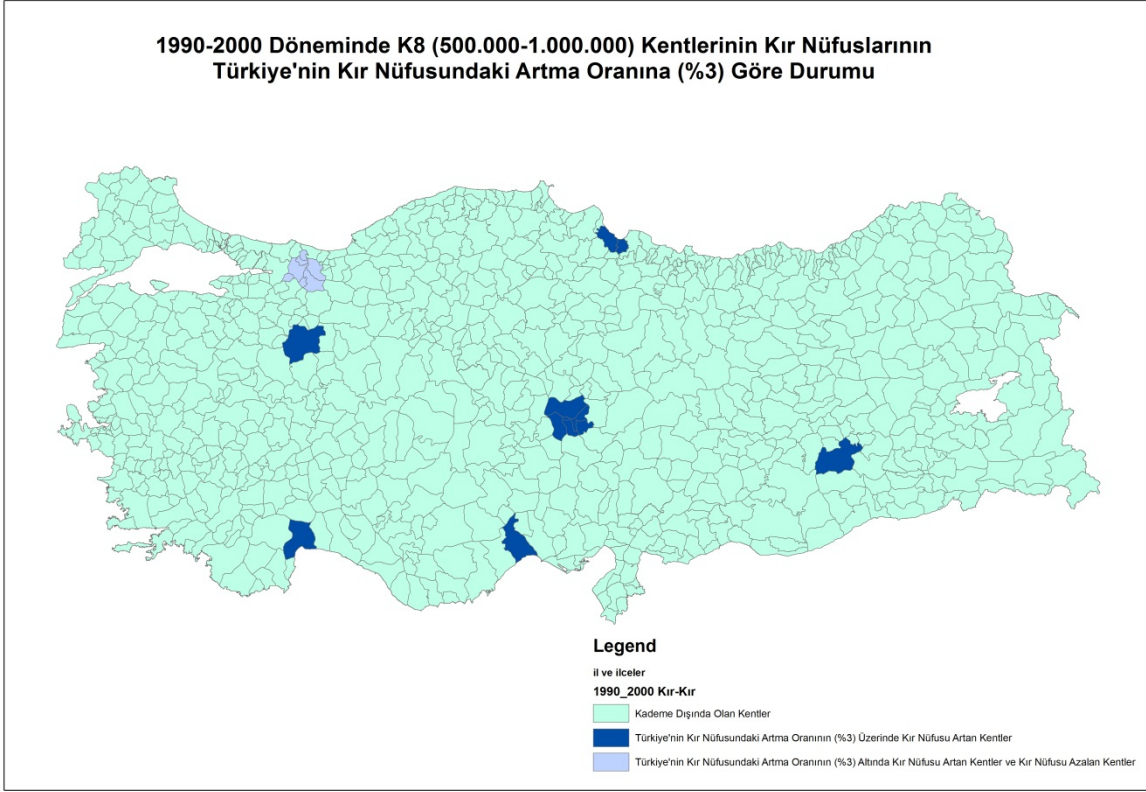 1990-2000 Döneminde K8 (500.000-1.000.000) Kentlerinin Kır Nüfuslarının
Türkiye'nin Kır Nüfusundaki Artma Oranına (%3) Göre Durumu
Legend
il ve ilceler
1990_2000 Kır-Kır
Kademe Dışında Olan Kentler
Türkiye'nin Kır Nüfusundaki Artma Oranının (%3) Üzerinde Kır Nüfusu Artan Kentler
Türkiye'nin Kır Nüfusundaki Artma Oranının (%3) Altında Kır Nüfusu Artan Kentler ve Kır Nüfusu Azalan Kentler